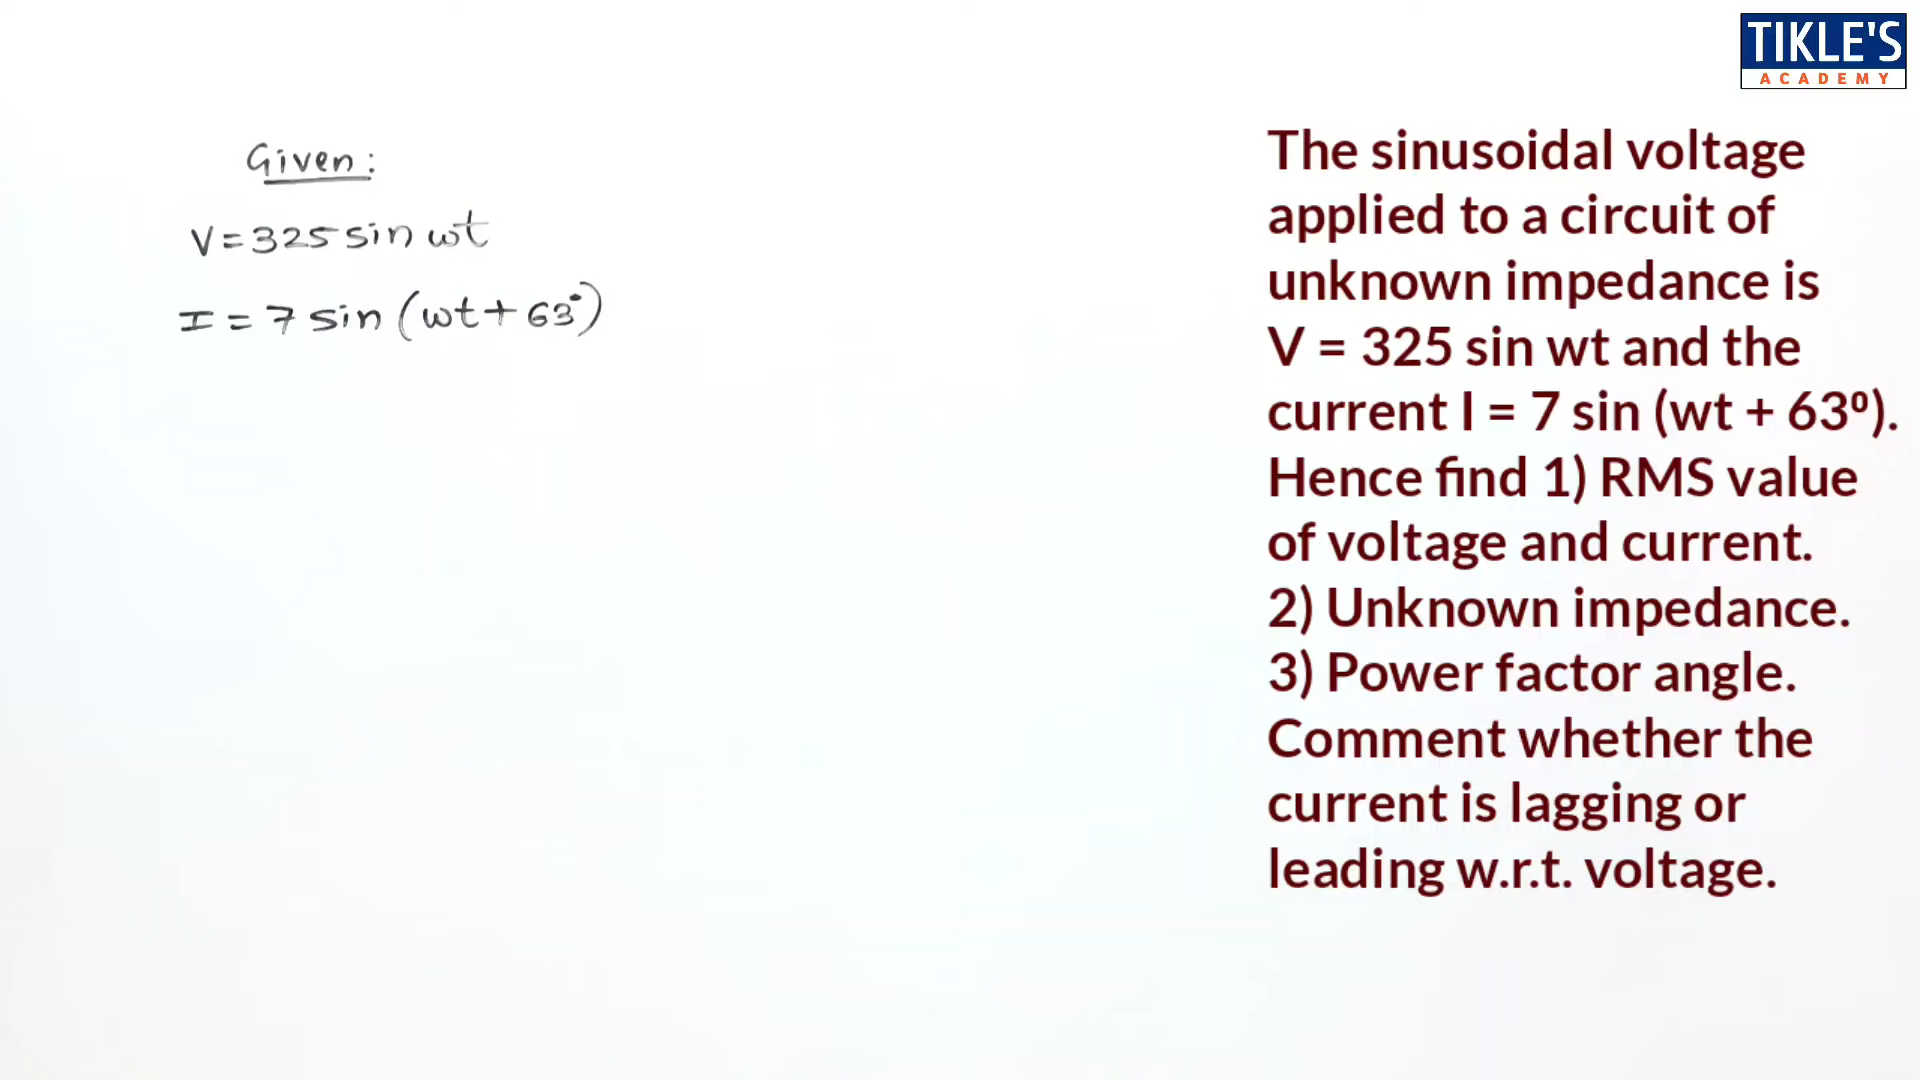 TIKLE'S
ACADEMY
Given:
V=325 sin wt
I = 7 sin (wt + 63°)
The sinusoidal voltage
applied to a circuit of
unknown impedance is
V = 325 sin wt and the
current I = 7 sin (wt + 63⁰).
Hence find 1) RMS value
of voltage and current.
2) Unknown impedance.
3) Power factor angle.
Comment whether the
current is lagging or
leading w.r.t. voltage.